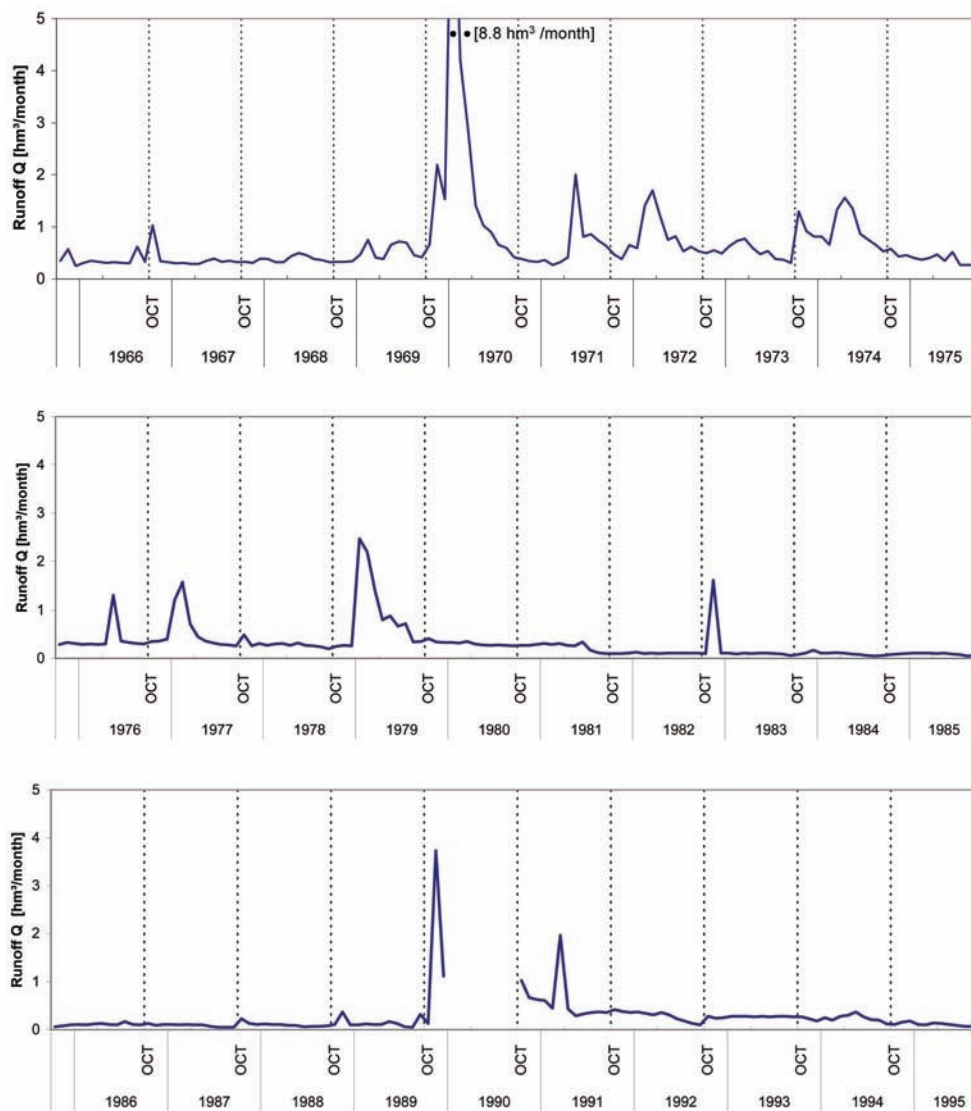 5
4
3
2
1
0
Runoff Q [hm³/month]
•  • [8.8 hm³ /month]
OCT OCT OCT OCT OCT OCT OCT OCT OCT
1966 1967 1968 1969 1970 1971 1972 1973 1974 1975
5
4
3
2
1
0
Runoff Q [hm³/month]
OCT OCT OCT OCT OCT OCT OCT OCT OCT
1976 1977 1978 1979 1980 1981 1982 1983 1984 1985
5
4
3
2
1
0
Runoff Q [hm³/month]
OCT OCT OCT OCT OCT OCT OCT OCT OCT
1986 1987 1988 1989 1990 1991 1992 1993 1994 1995